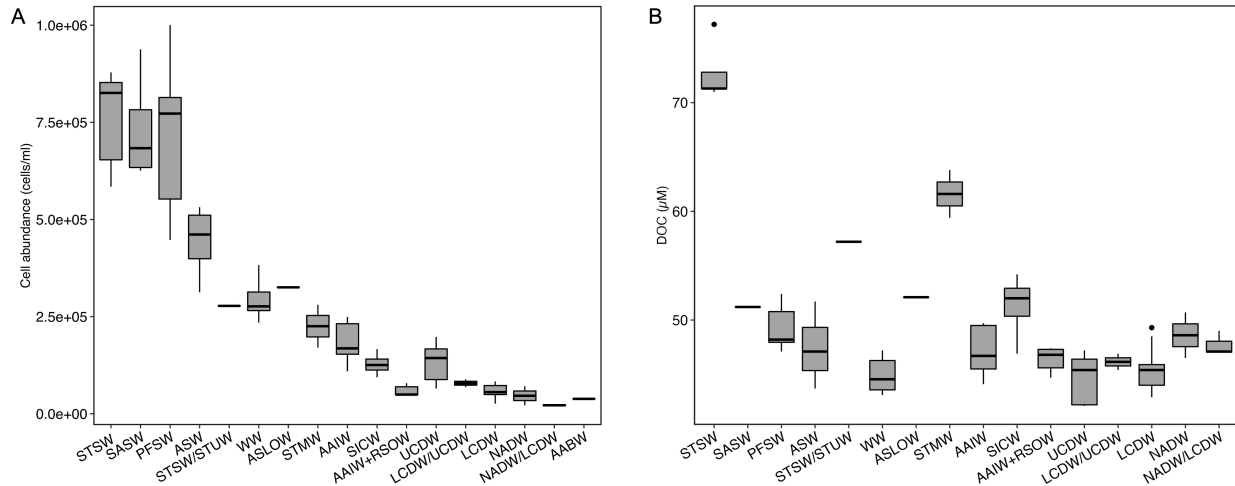 A
Cell abundance (cells/ml)
1.0e+06
7.5e+05
5.0e+05
2.5e+05
0.0e+00
STSW
SASW
PFSW
ASW
STSW/STUW
WW
ASLOW
STMW
AAIW
SICW
AAIW+RSOW
UCDW
LCDW/UCDW
LCDW
NADW
NADW/LCDW
AABW
B
DOC (µM)
70
60
50
STSW
SASW
PFSW
ASW
STSW/STUW
WW
ASLOW
STMW
AAIW
SICW
AAIW+RSOW
UCDW
LCDW/UCDW
LCDW
NADW
NADW/LCDW